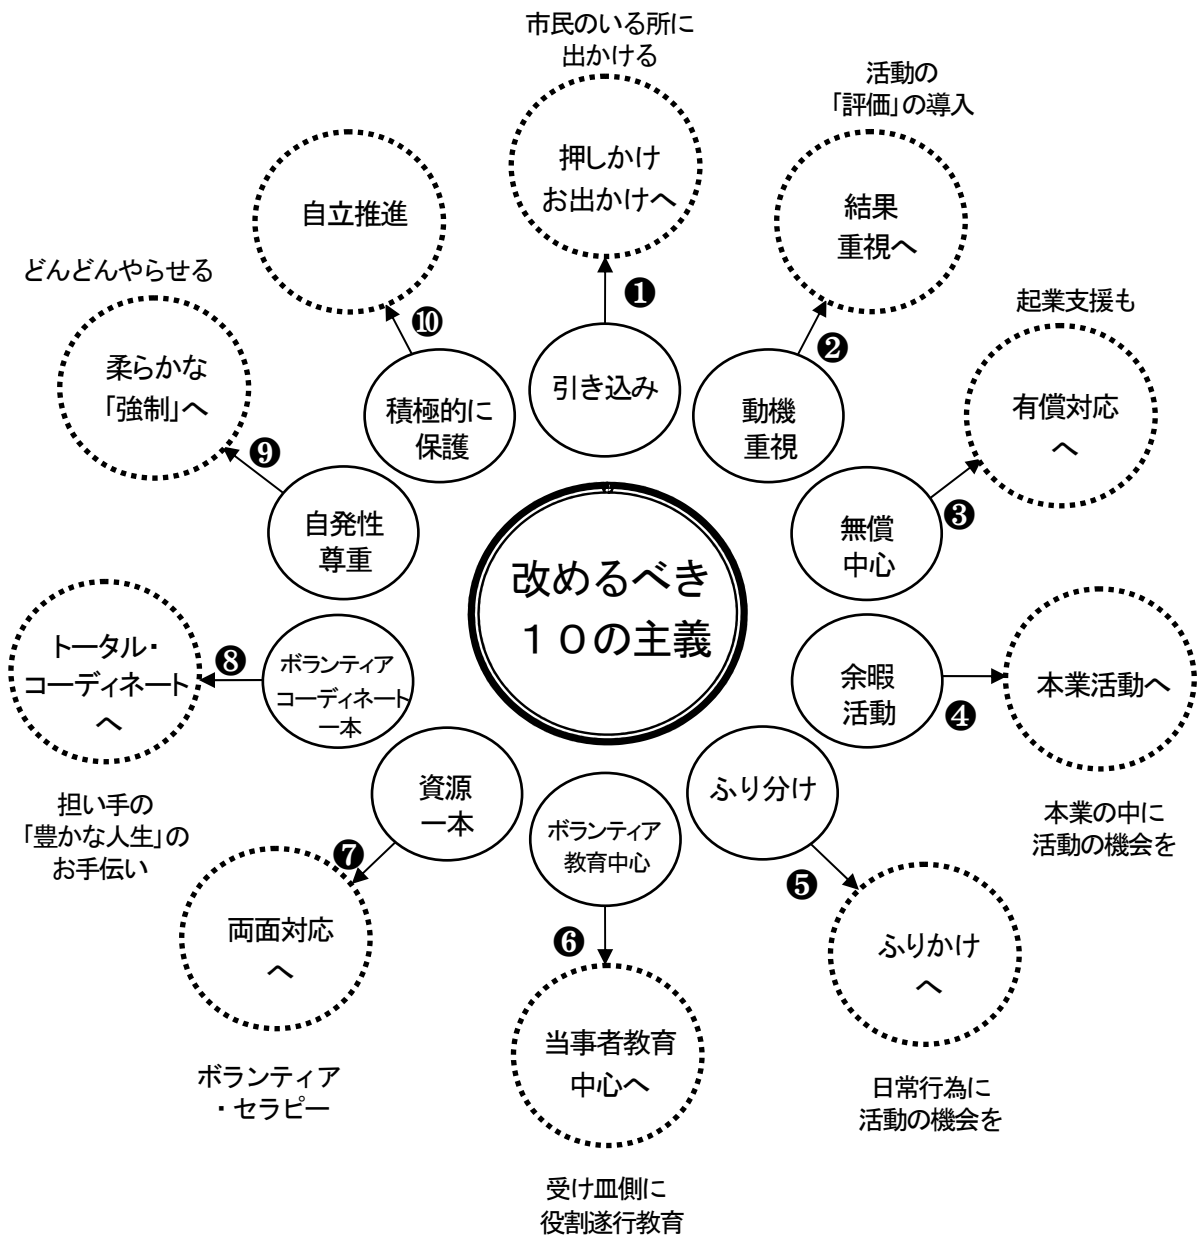 改めるべき
１０の主義
❶
引き込み
押しかけ
お出かけへ
市民のいる所に
出かける
❷
動機
重視
結果
重視へ
活動の
「評価」の導入
❸
無償
中心
有償対応
へ
起業支援も
❹
余暇
活動
本業活動へ
本業の中に
活動の機会を
❺
ふり分け
ふりかけ
へ
日常行為に
活動の機会を
❻
ボランティア
教育中心
当事者教育
中心へ
受け皿側に
役割遂行教育
❼
資源
一本
両面対応
へ
ボランティア
・セラピー
❽
ボランティア
コーディネート
一本
トータル・
コーディネート
へ
担い手の
「豊かな人生」の
お手伝い
❾
自発性
尊重
柔らかな
「強制」へ
どんどんやらせる
❿
積極的に
保護
自立推進